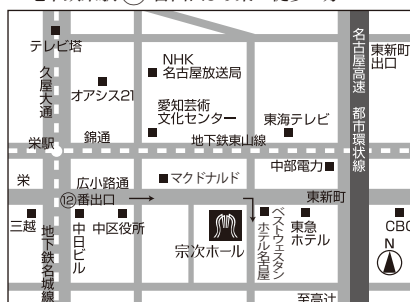 テレビ塔
久屋大通
オアシス21
NHK
名古屋放送局
愛知芸術
文化センター
名古屋高速 都市環状線
東新町
出口
東海テレビ
栄駅
錦通
地下鉄東山線
中部電力
栄
広小路通
マクドナルド
東新町
⑫番出口
三越
地下鉄名城線
中日
ビル
中区役所
宗次ホール
ベストウェスタン
ホテル名古屋
東急
ホテル
CBC
N
至高辻